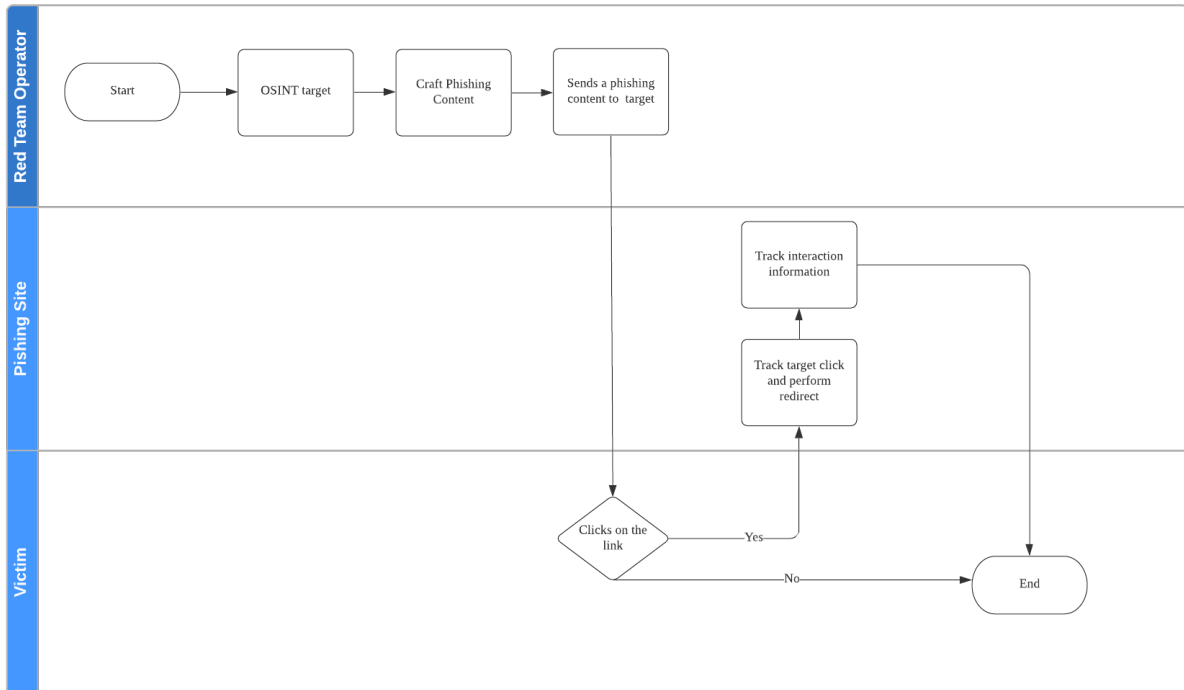 Red Team Operator
Start
OSINT target
Craft Phishing
Content
Sends a phishing
content to target
Pishing Site
Track interaction
information
Track target click
and perform
redirect
Victim
Clicks on the
link
Yes
No
End